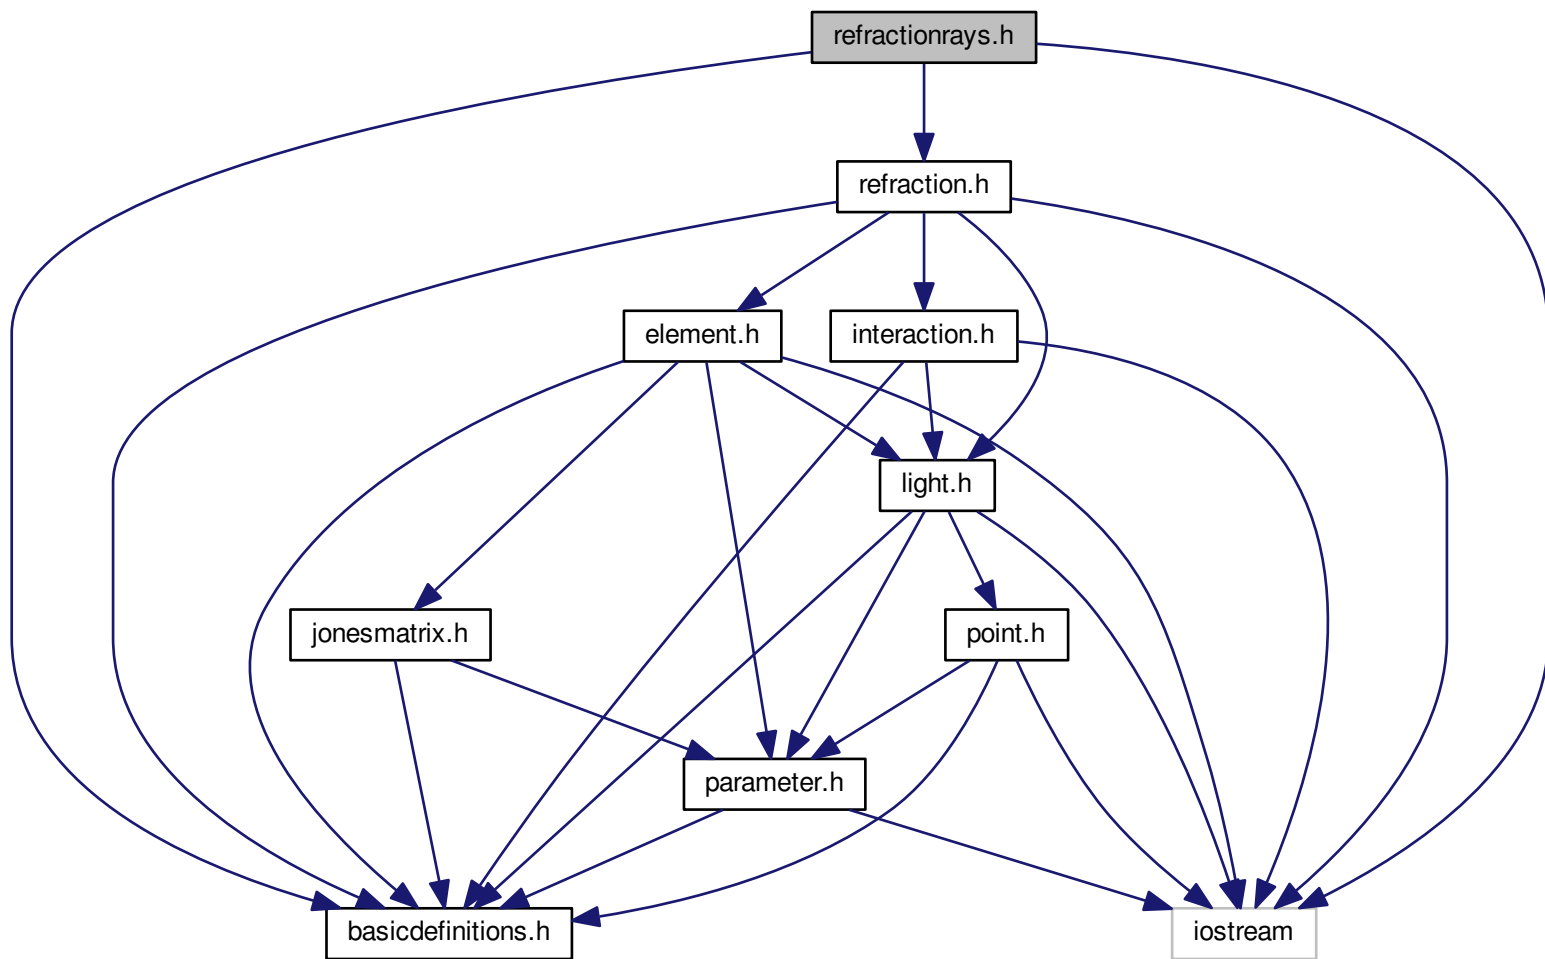 refractionrays.h
refraction.h
element.h
interaction.h
light.h
jonesmatrix.h
point.h
parameter.h
basicdefinitions.h
iostream